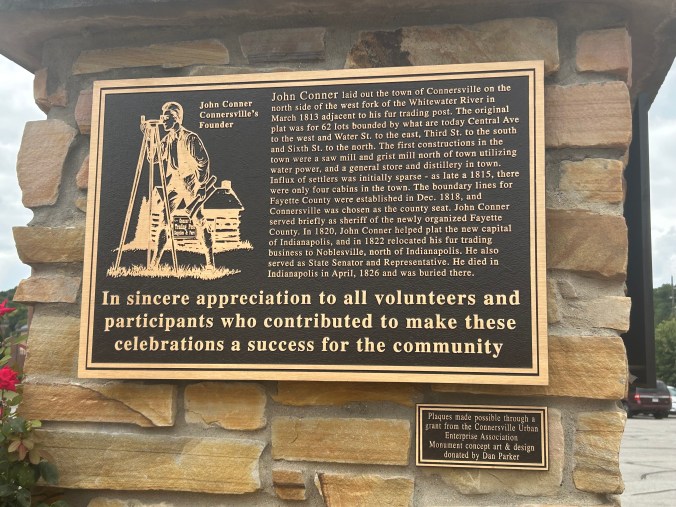 John Conner
Connersville's
Founder
John Conner laid out the town of Connersville on the
north side of the west fork of the Whitewater River in
March 1813 adjacent to his fur trading post. The original
plat was for 62 lots bounded by what are today Central Ave
to the west and Water St. to the east, Third St. to the south
and Sixth St. to the north. The first constructions in the
town were a saw mill and grist mill north of town utilizing
water power, and a general store and distillery in town.
Influx of settlers was initially sparse - as late a 1815, there
were only four cabins in the town. The boundary lines for
Fayette County were established in Dec. 1818, and
Connersville was chosen as the county seat. John Conner
served briefly as sheriff of the newly organized Fayette
County. In 1820, John Conner helped plat the new capital
of Indianapolis, and in 1822 relocated his fur trading
business to Noblesville, north of Indianapolis. He also
served as State Senator and Representative. He died in
Indianapolis in April, 1826 and was buried there.
Trading Post
In sincere appreciation to all volunteers and
participants who contributed to make these
celebrations a success for the community
Plaques made possible through a
grant from the Connersville Urban
Enterprise Association
Monument concept art & design
donated by Dan Parker